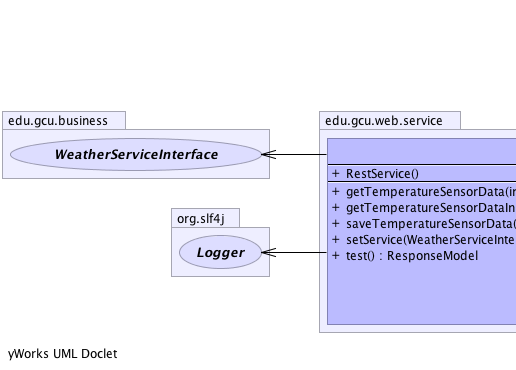 edu.gcu.business
WeatherServiceInterface
org.slf4j
Logger
edu.gcu.web.service
+ RestService()
+ getTemperatureSensorData(
+ getTemperatureSensorDataIn
+ saveTemperatureSensorData(
+ setService(WeatherServiceInte
+ test() : ResponseModel
yWorks UML Doclet